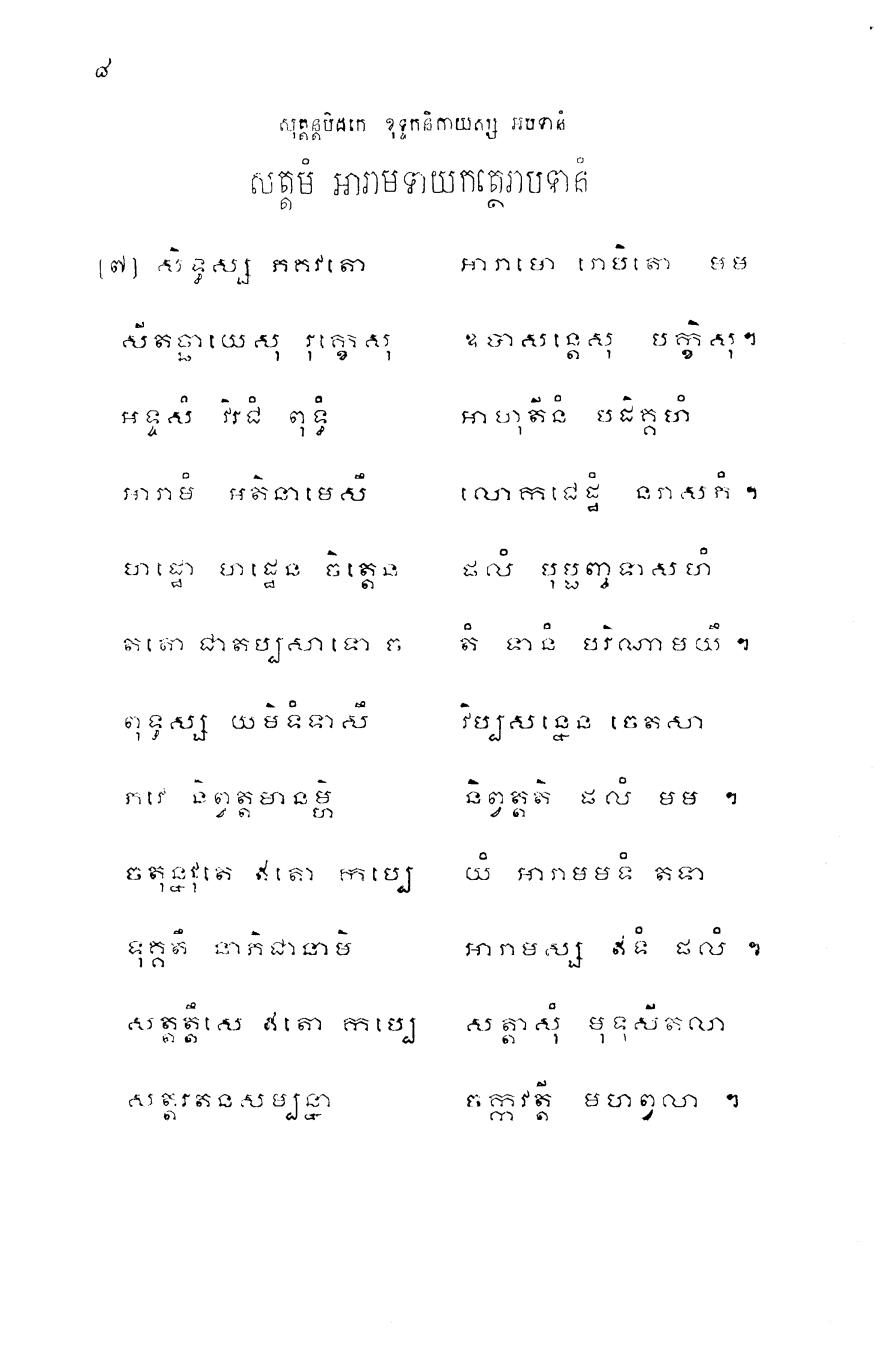 ៨
សុត្តន្តបិដកេ ខុទ្ទកនិកាយស្ស អបទានំ
សត្តមំ អារាមទាយកត្ថេរាបទានំ
[៧] សិទ្ធស្ស ភគវតោ អារាមោ រោបិតោ មម
សីតច្ឆាយេសុ រុក្ខេសុ ឧបាសន្តេសុ បក្ខិសុ។
អទ្ទសំ វិរជំ ពុទ្ធំ អាហុតីនំ បដិគ្គហំ
អារាមំ អតិនាមេសឹ លោកជេដ្ឋំ នរាសភំ ។
ហដ្ឋោ ហដ្ឋេន ចិត្តេន ផលំ បុប្ផញ្ចទាសហំ
តតោ ជាតប្បសាទោ ច តំ ទានំ បរិណាមយឹ ។
ពុទ្ធស្ស យមិទំទាសឹ វិប្បសន្នេន ចេតសា
ភវេ និព្វត្តមានម្ហិ និព្វត្តតិ ផលំ មម ។
ចតុន្នវុតេ ឥតោ កប្បេ យំ អារាមមទំ តទា
ទុគ្គតឹ នាភិជានាមិ អារាមស្ស ឥទំ ផលំ ។
សត្តត្តឹសេ ឥតោ កប្បេ សត្តាសុំ មុទុសីតលា
សត្តរតនសម្បន្នា ចក្កវត្តី មហព្វលា ។